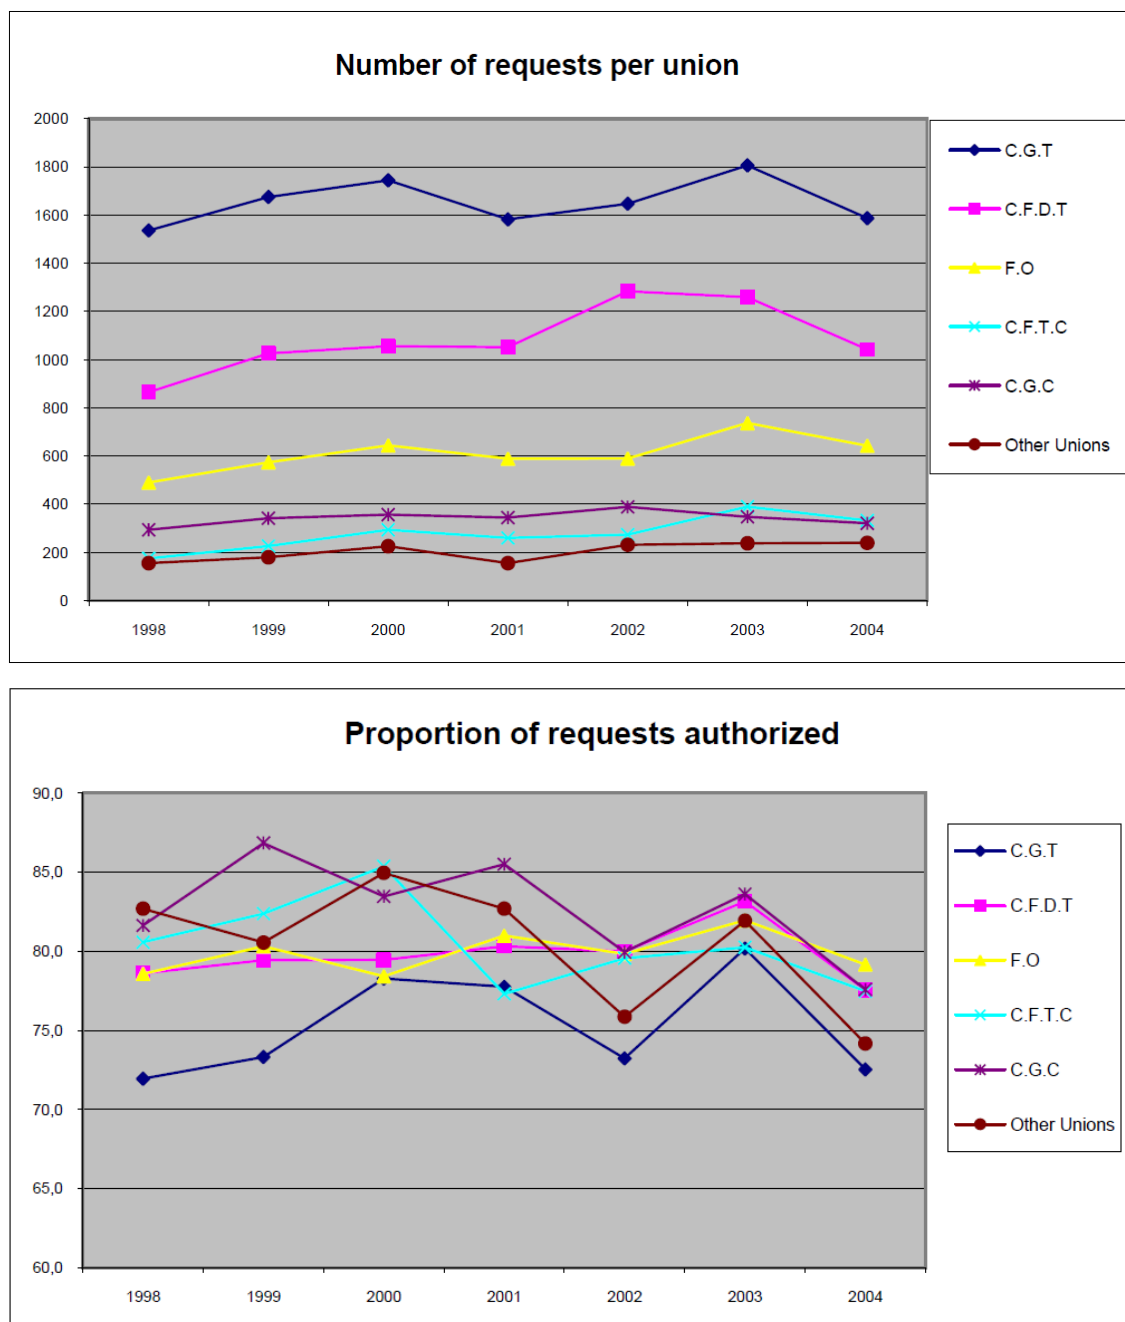 Number of requests per union
2000
1800
1600
1400
1200
1000
800
600
400
200
0
1998 1999 2000 2001 2002 2003 2004
C.G.T
C.F.D.T
F.O
C.F.T.C
C.G.C
Other Unions
Proportion of requests authorized
90,0
85,0
80,0
75,0
70,0
65,0
60,0
1998 1999 2000 2001 2002 2003 2004
C.G.T
C.F.D.T
F.O
C.F.T.C
C.G.C
Other Unions